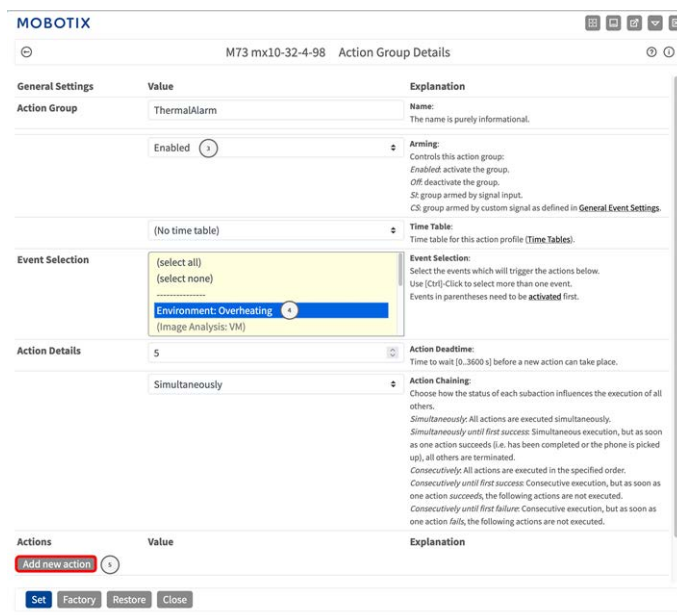 MOBOTIX
M73 mx10-32-4-98 Action Group Details
General Settings Value Explanation
Action Group ThermalAlarm Name:
The name is purely informational.
Enabled 3 Arming:
Controls this action group:
Enabled: activate the group.
Off: deactivate the group.
SI: group armed by signal input.
CS: group armed by custom signal as defined in General Event Settings.
(No time table) Time Table:
Time table for this action profile (Time Tables).
Event Selection (select all) Event Selection:
(select none) Select the events which will trigger the actions below.
--------------- Use [Ctrl]-Click to select more than one event.
Environment: Overheating 4 Events in parentheses need to be activated first.
(Image Analysis: VM)
Action Details 5 Action Deadtime:
Time to wait [0..3600 s] before a new action can take place.
Simultaneously Action Chaining:
Choose how the status of each subaction influences the execution of all
others.
Simultaneously: All actions are executed simultaneously.
Simultaneously until first success: Simultaneous execution, but as soon
as one action succeeds (i.e. has been completed or the phone is picked
up), all others are terminated.
Consecutively: All actions are executed in the specified order.
Consecutively until first success: Consecutive execution, but as soon as
one action succeeds, the following actions are not executed.
Consecutively until first failure: Consecutive execution, but as soon as
one action fails, the following actions are not executed.
Actions Value Explanation
Add new action 5
Set Factory Restore Close